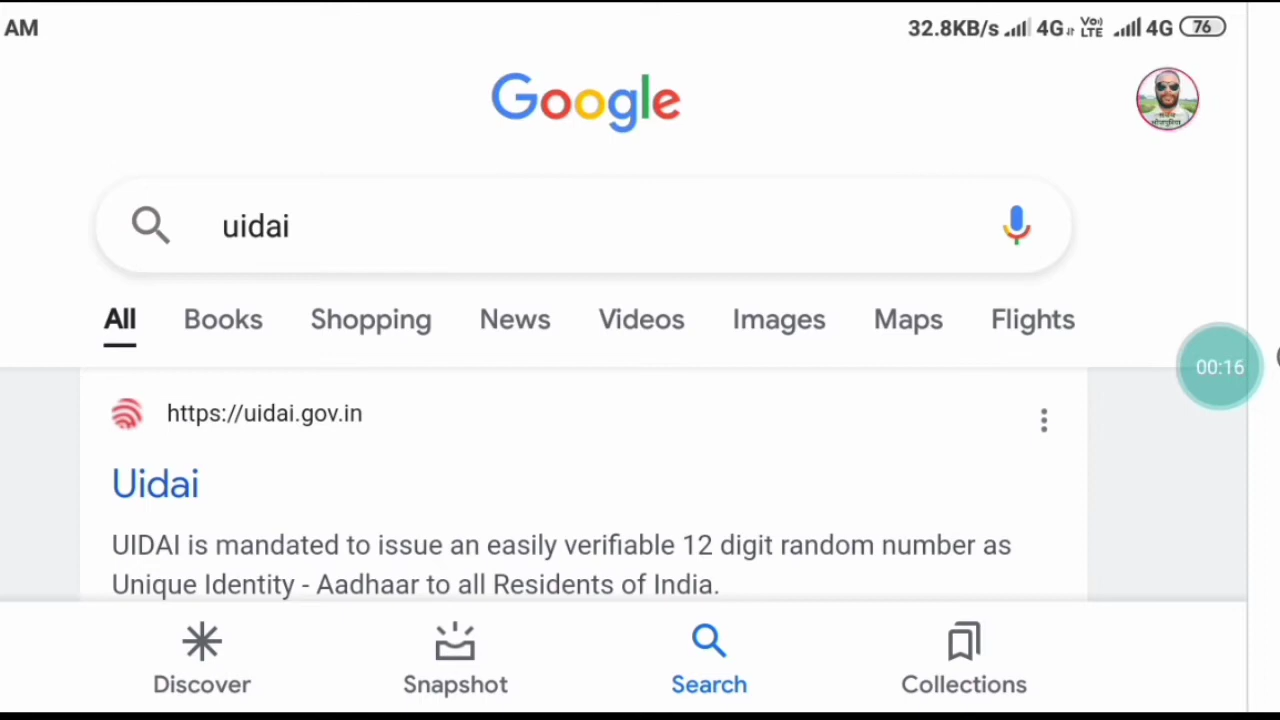 AM
32.8KB/s 4G Vo) LTE 4G 76
Google
uidai
All Books Shopping News Videos Images Maps Flights
00:16
https://uidai.gov.in
Uidai
UIDAI is mandated to issue an easily verifiable 12 digit random number as
Unique Identity - Aadhaar to all Residents of India.
Discover Snapshot Search Collections